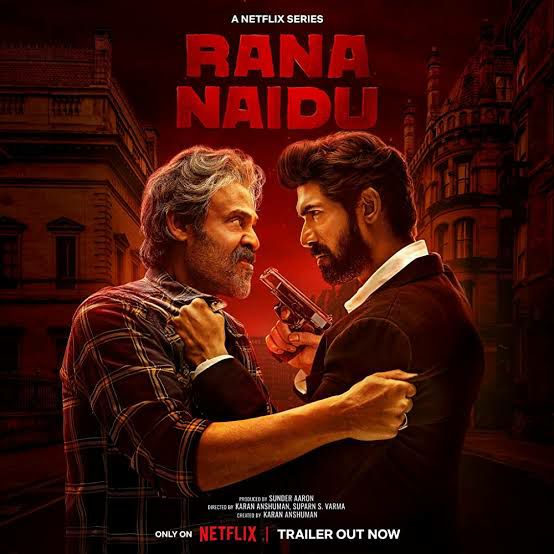 A NETFLIX SERIES
RANA
NAIDU
PRODUCED BY SUNDER AARON
DIRECTED BY KARAN ANSHUMAN, SUPARN S. VARMA
CREATED BY KARAN ANSHUMAN
ONLY ON NETFLIX | TRAILER OUT NOW